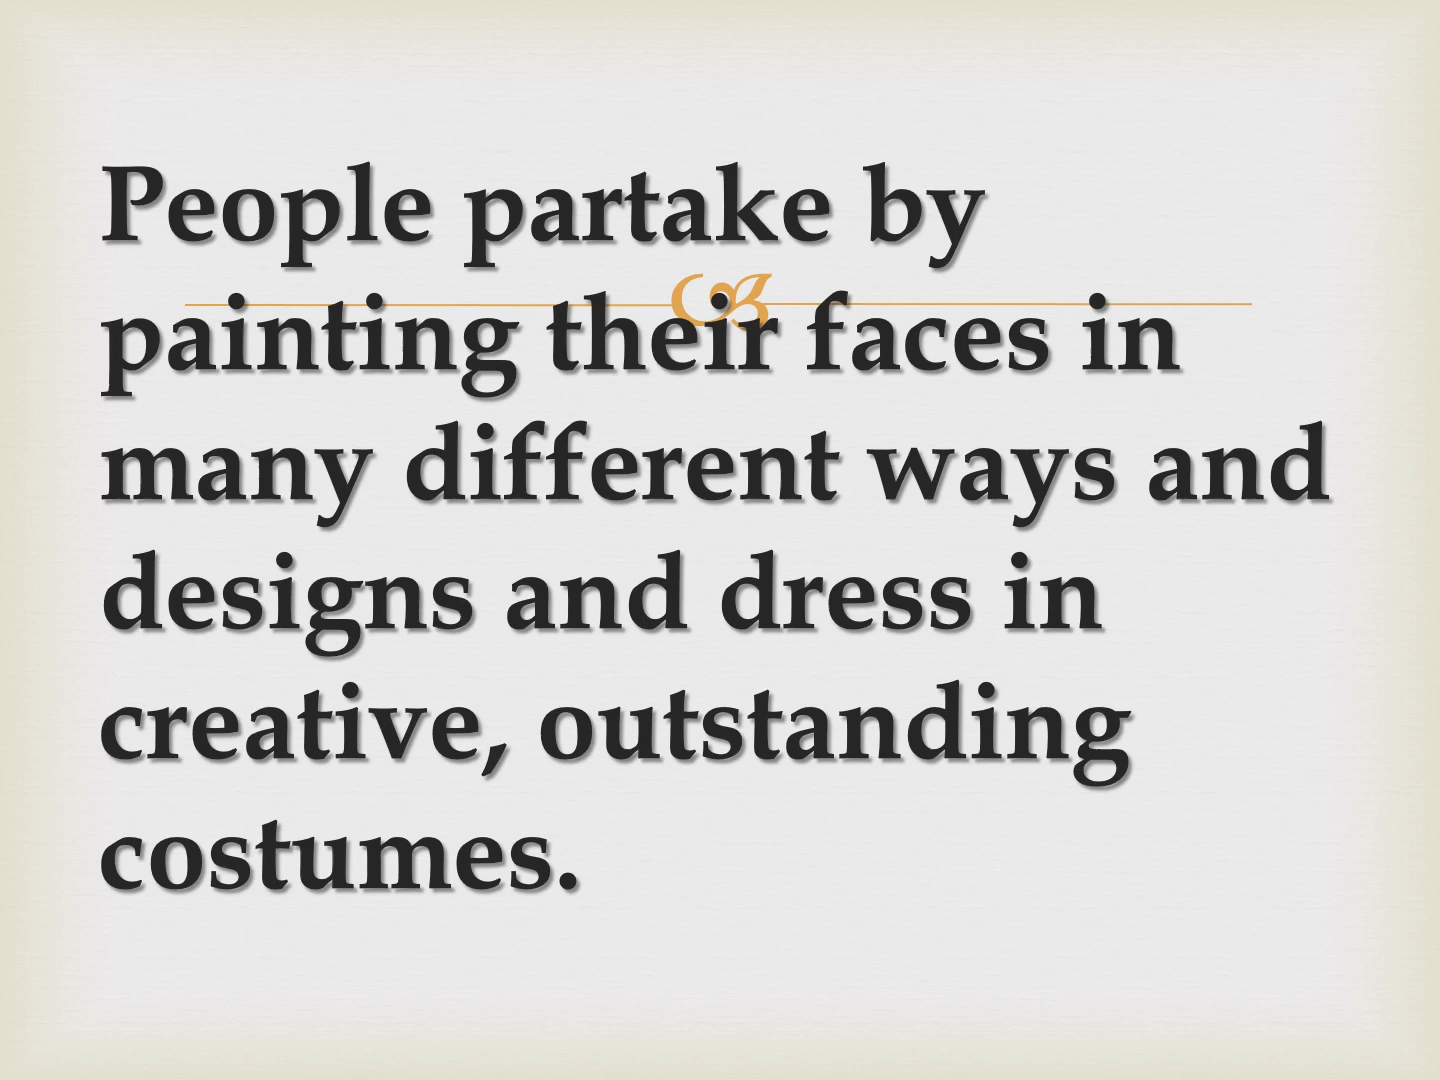 People partake by
painting their faces in
many different ways and
designs and dress in
creative, outstanding
costumes.